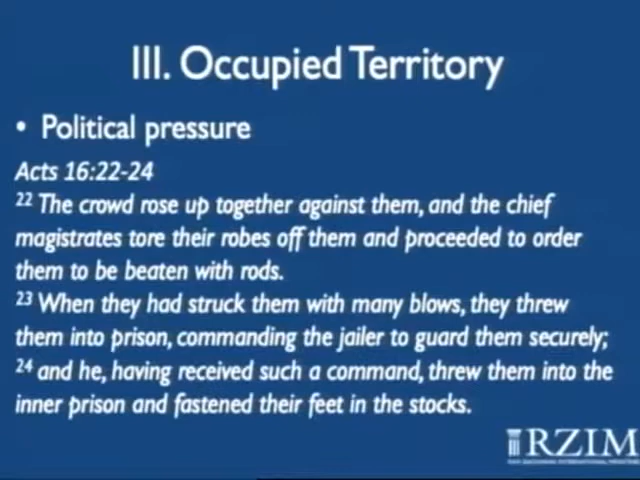 III. Occupied Territory
• Political pressure
Acts 16:22-24
22 The crowd rose up together against them, and the chief
magistrates tore their robes off them and proceeded to order
them to be beaten with rods.
23 When they had struck them with many blows, they threw
them into prison, commanding the jailer to guard them securely;
24 and he, having received such a command, threw them into the
inner prison and fastened their feet in the stocks.
RZIM